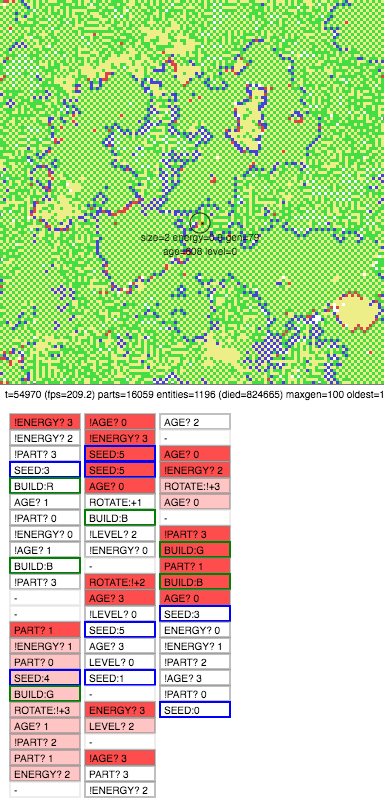 size=2 energy=0.6 gen=79
age=608 level=0
t=54970 (fps=209.2) parts=16059 entities=1196 (died=824665) maxgen=100 oldest=1
!ENERGY? 3
!ENERGY? 2
!PART? 3
SEED:3
BUILD:R
AGE? 1
!PART? 0
!ENERGY? 0
!AGE? 1
BUILD:B
!PART? 3
-
-
PART? 1
!ENERGY? 1
PART? 0
SEED:4
BUILD:G
ROTATE:!+3
AGE? 1
!PART? 2
PART? 1
ENERGY? 2
-
!AGE? 0
!ENERGY? 3
SEED:5
SEED:5
AGE? 0
ROTATE:+1
BUILD:B
!LEVEL? 2
!ENERGY? 0
-
ROTATE:!+2
AGE? 3
!LEVEL? 0
SEED:5
AGE? 3
LEVEL? 0
SEED:1
-
ENERGY? 3
LEVEL? 2
-
!AGE? 3
PART? 3
!ENERGY? 2
AGE? 2
-
AGE? 0
!ENERGY? 2
ROTATE:!+3
AGE? 0
-
!PART? 3
BUILD:G
PART? 1
BUILD:B
AGE? 0
SEED:3
ENERGY? 0
!ENERGY? 1
!PART? 2
!AGE? 3
!PART? 0
SEED:0